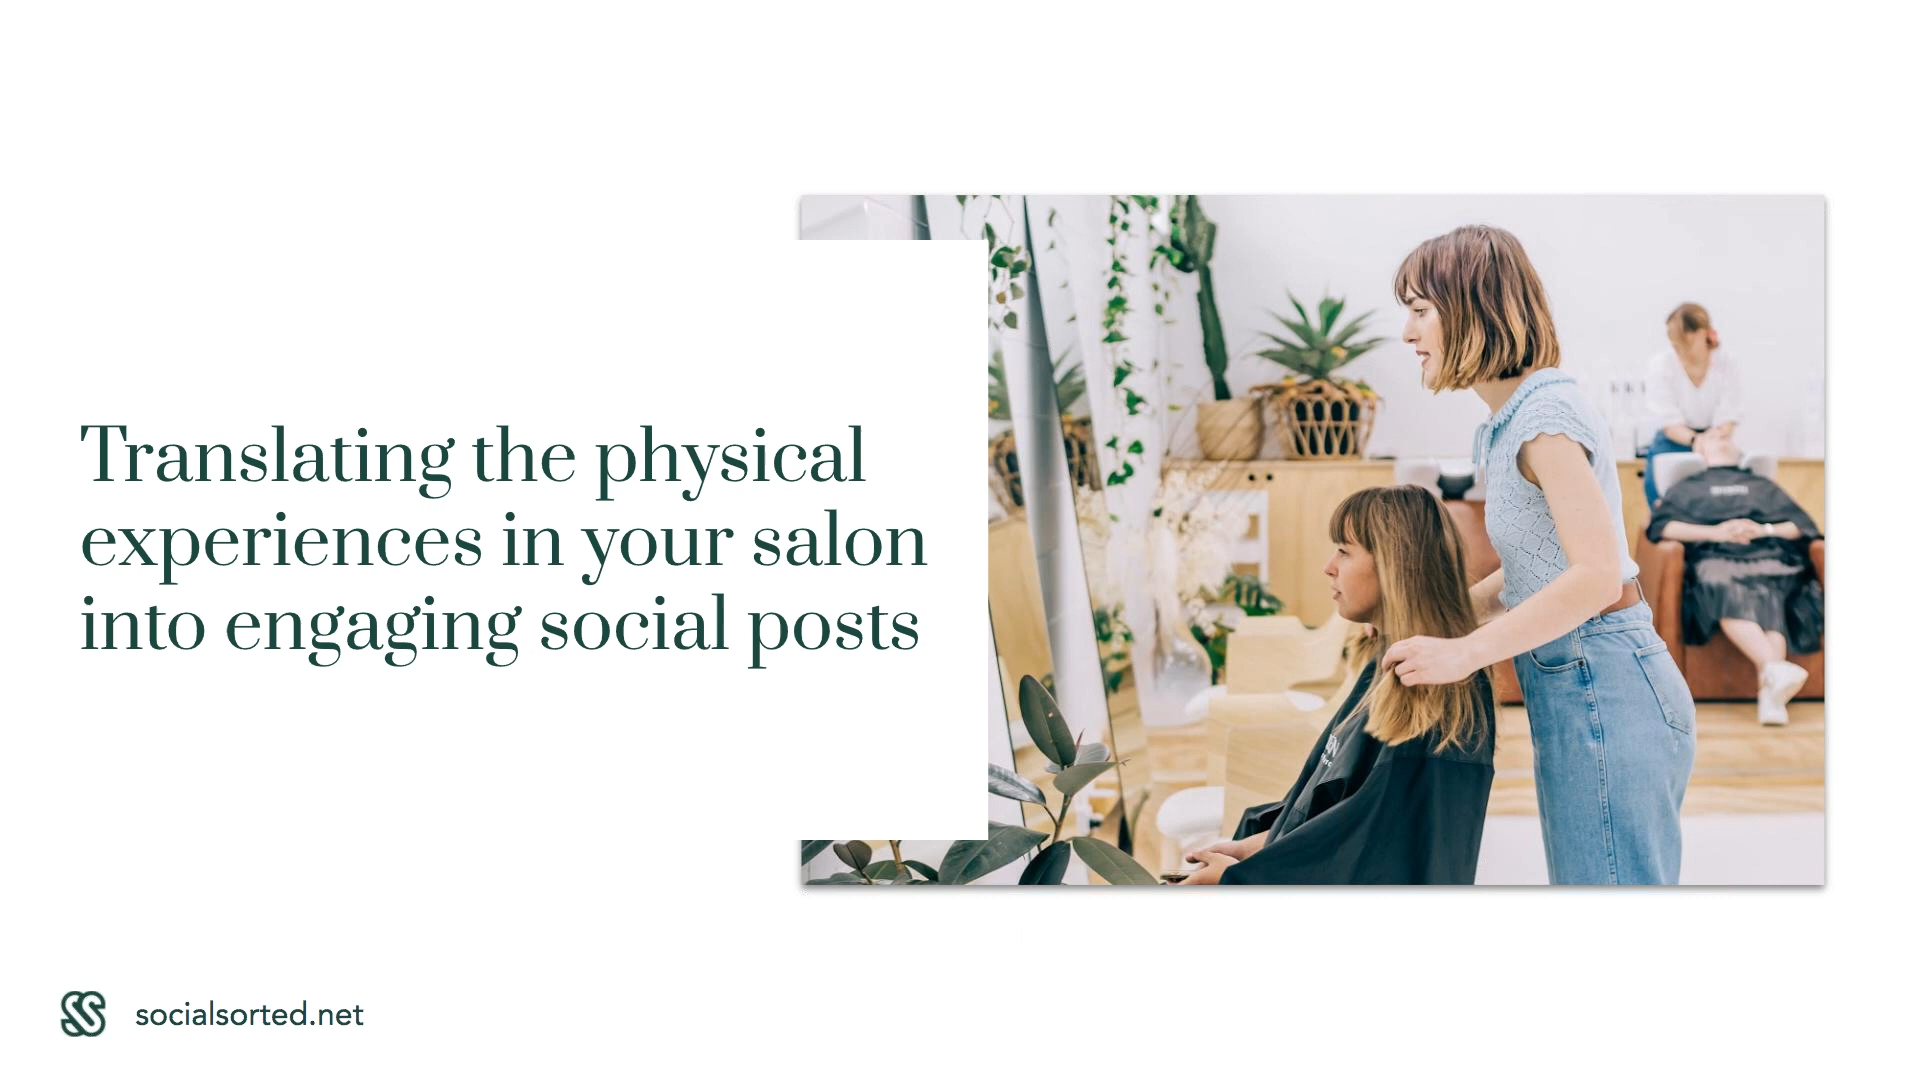 Translating the physical
experiences in your salon
into engaging social posts
socialsorted.net